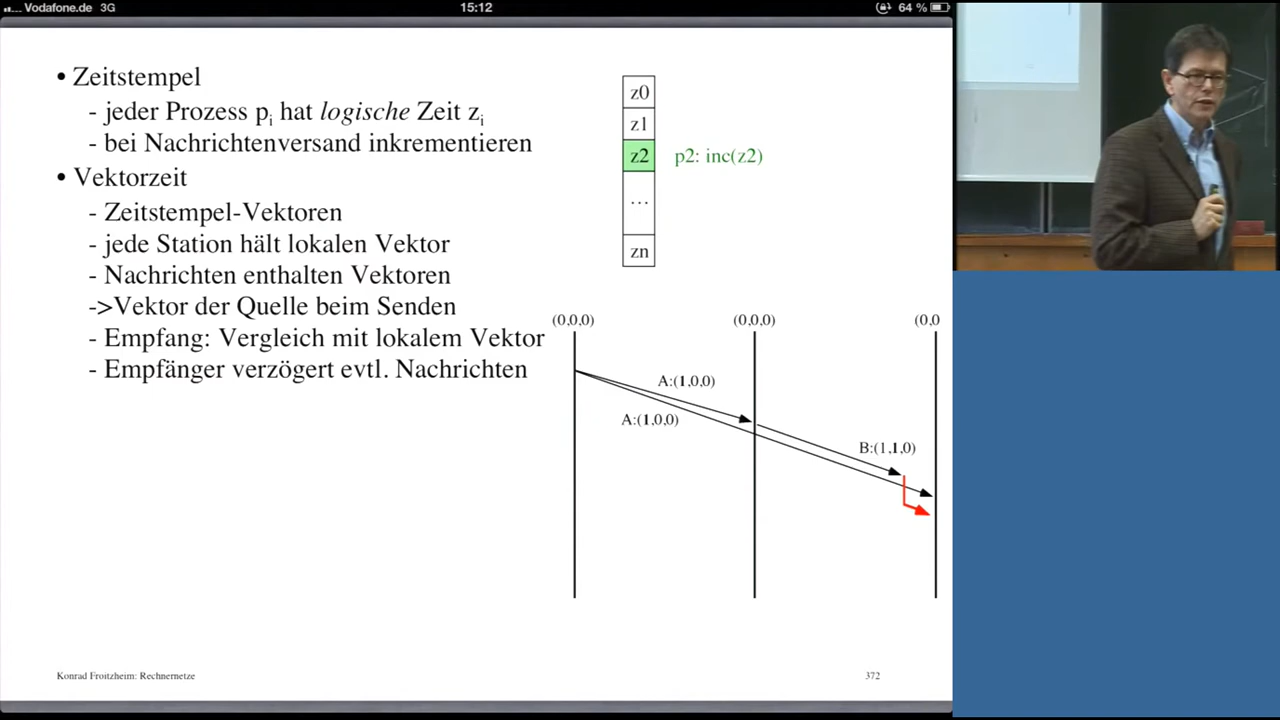 Vodafone.de 3G 15:12 64 %
• Zeitstempel
- jeder Prozess pi hat logische Zeit zi
- bei Nachrichtenversand inkrementieren
• Vektorzeit
- Zeitstempel-Vektoren
- jede Station hält lokalen Vektor
- Nachrichten enthalten Vektoren
->Vektor der Quelle beim Senden
- Empfang: Vergleich mit lokalem Vektor
- Empfänger verzögert evtl. Nachrichten
z0
z1
z2 p2: inc(z2)
...
zn
(0,0,0) (0,0,0) (0,0
A:(1,0,0)
A:(1,0,0)
B:(1,1,0)
Konrad Froitzheim: Rechnernetze 372